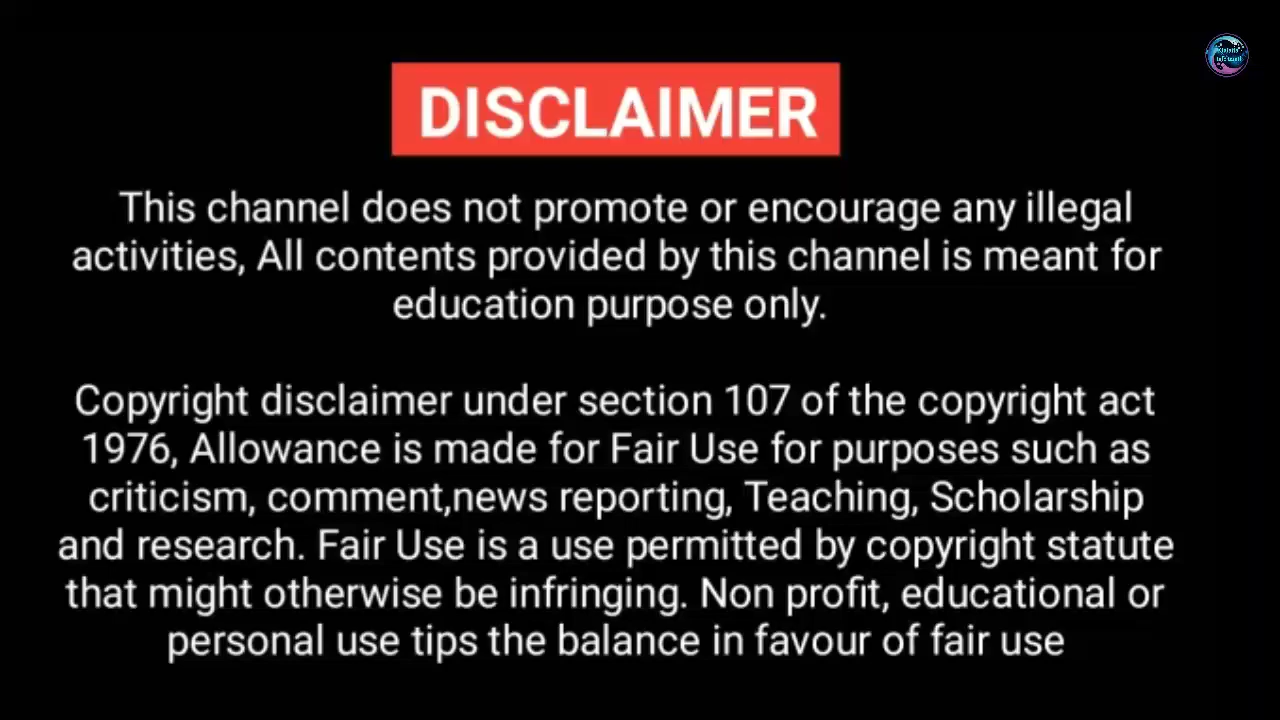 DISCLAIMER
This channel does not promote or encourage any illegal
activities, All contents provided by this channel is meant for
education purpose only.
Copyright disclaimer under section 107 of the copyright act
1976, Allowance is made for Fair Use for purposes such as
criticism, comment,news reporting, Teaching, Scholarship
and research. Fair Use is a use permitted by copyright statute
that might otherwise be infringing. Non profit, educational or
personal use tips the balance in favour of fair use